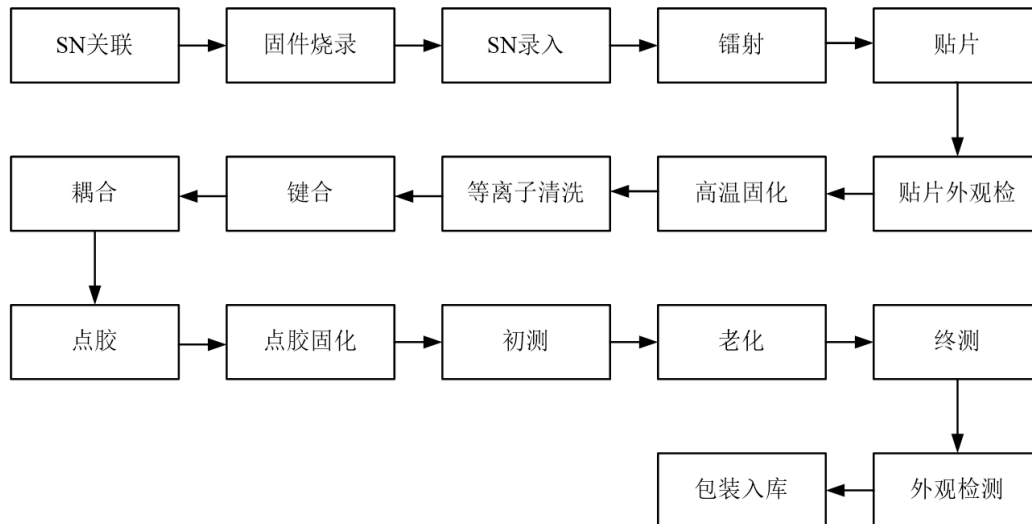 SN关联
固件烧录
SN录入
镭射
贴片
贴片外观检
高温固化
等离子清洗
键合
耦合
点胶
点胶固化
初测
老化
终测
外观检测
包装入库